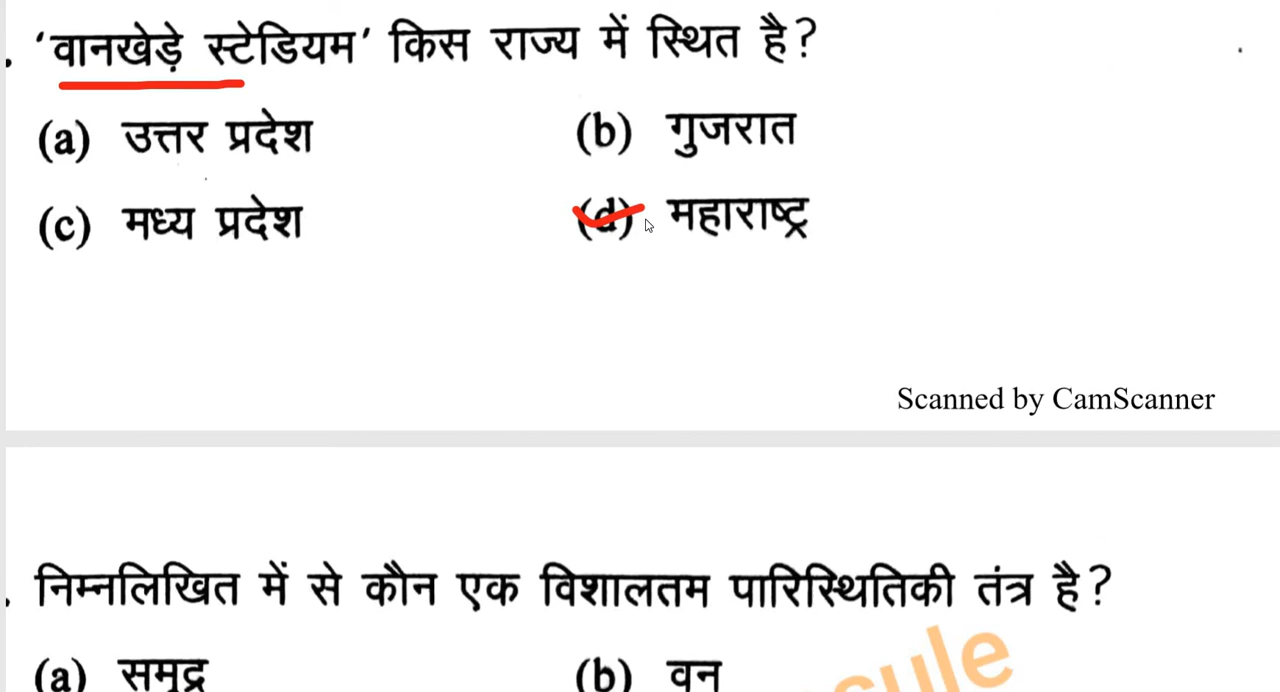 . 'वानखेड़े स्टेडियम' किस राज्य में स्थित है?
(a) उत्तर प्रदेश (b) गुजरात
(c) मध्य प्रदेश (d) महाराष्ट्र
Scanned by CamScanner
. निम्नलिखित में से कौन एक विशालतम पारिस्थितिकी तंत्र है?
(a) समुद्र (b) वन